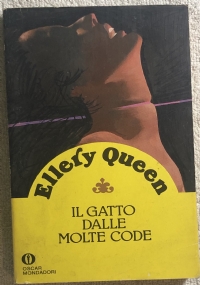 Ellery Queen
IL GATTO
DALLE
MOLTE CODE
OSCAR
MONDADORI